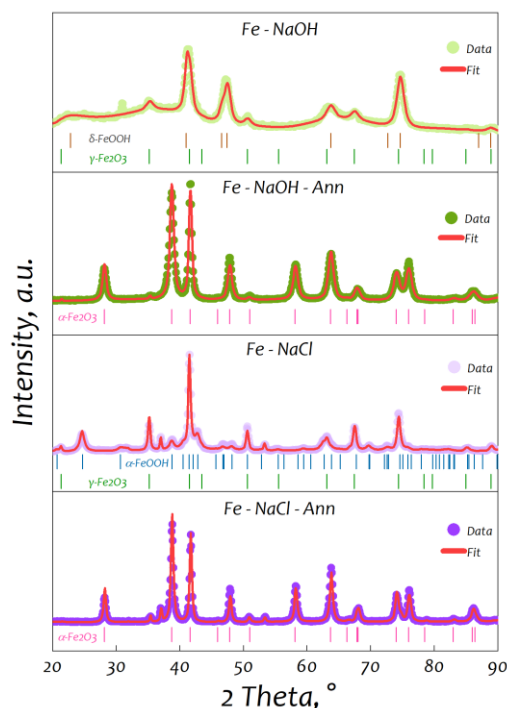 Fe - NaOH
Data
Fit
δ-FeOOH
γ-Fe2O3
Fe - NaOH - Ann
Data
Fit
α-Fe2O3
Fe - NaCl
Data
Fit
α-FeOOH
γ-Fe2O3
Fe - NaCl - Ann
Data
Fit
α-Fe2O3
Intensity, a.u.
20 30 40 50 60 70 80 90
2 Theta, °